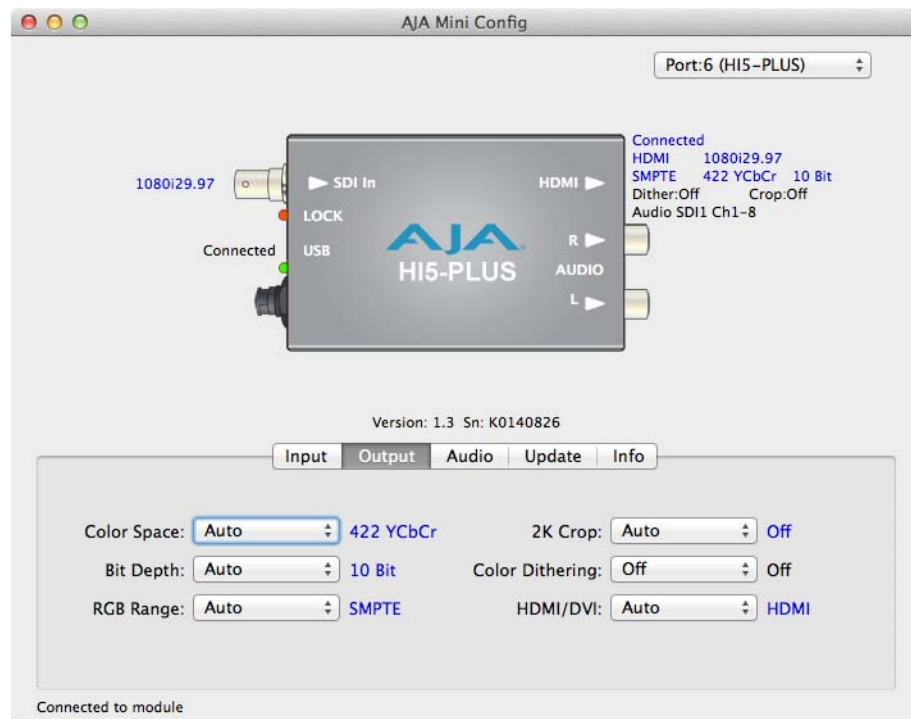 AJA Mini Config
Port:6 (HI5-PLUS)
1080i29.97
SDI In
LOCK
Connected
USB
AJA
HI5-PLUS
HDMI
R
AUDIO
L
Connected
HDMI 1080i29.97
SMPTE 422 YCbCr 10 Bit
Dither:Off Crop:Off
Audio SDI1 Ch1-8
Version: 1.3 Sn: K0140826
Input Output Audio Update Info
Color Space: Auto 422 YCbCr 2K Crop: Auto Off
Bit Depth: Auto 10 Bit Color Dithering: Off Off
RGB Range: Auto SMPTE HDMI/DVI: Auto HDMI
Connected to module